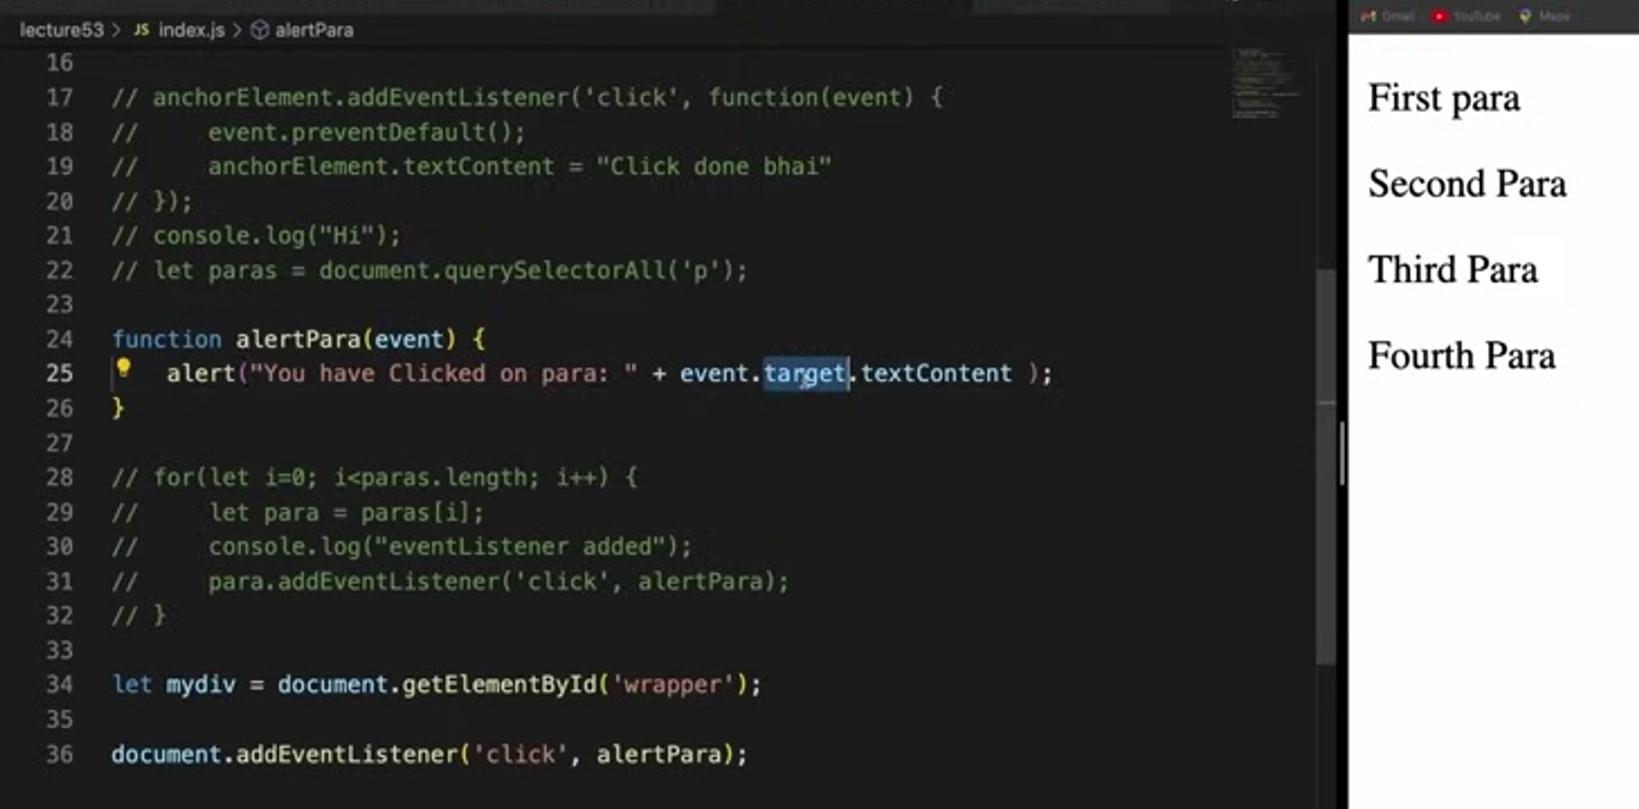 lecture53 > JS index.js > alertPara
Gmail YouTube Maps
16
17 // anchorElement.addEventListener('click', function(event) {
18 //     event.preventDefault();
19 //     anchorElement.textContent = "Click done bhai"
20 // });
21 // console.log("Hi");
22 // let paras = document.querySelectorAll('p');
23
24 function alertPara(event) {
25     alert("You have Clicked on para: " + event.target.textContent );
26 }
27
28 // for(let i=0; i<paras.length; i++) {
29 //     let para = paras[i];
30 //     console.log("eventListener added");
31 //     para.addEventListener('click', alertPara);
32 // }
33
34 let mydiv = document.getElementById('wrapper');
35
36 document.addEventListener('click', alertPara);
First para
Second Para
Third Para
Fourth Para